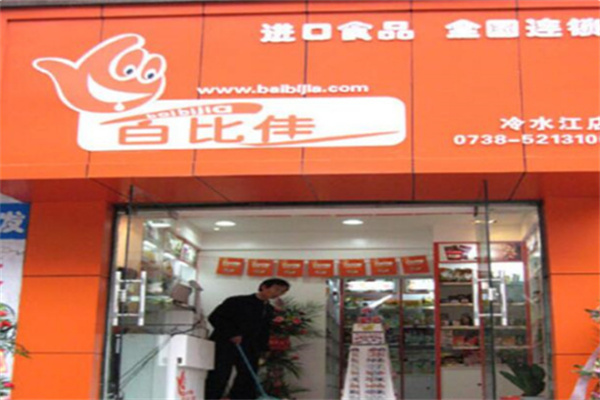 进口食品 全国连锁
www.baibijia.com
baibijia
百比佳
冷水江店
0738-521310
发